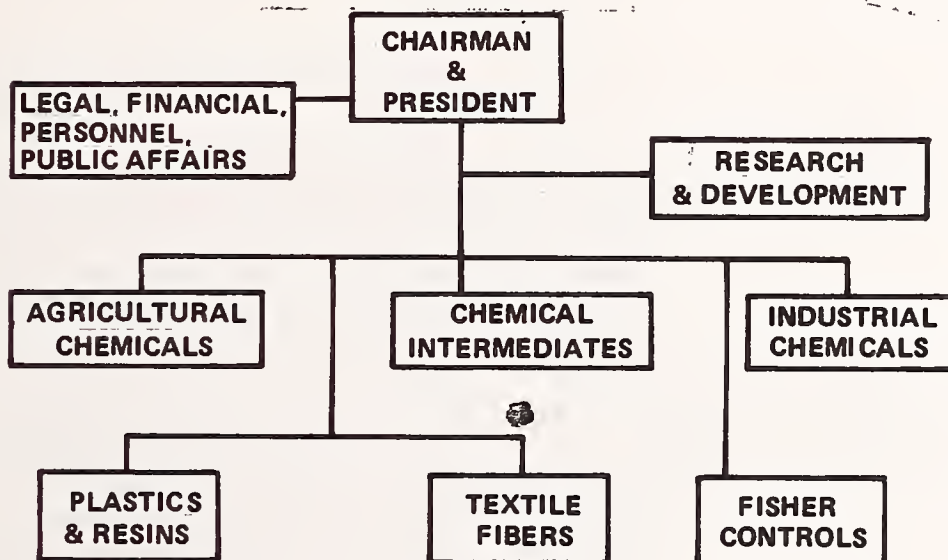 CHAIRMAN
&
PRESIDENT
LEGAL, FINANCIAL,
PERSONNEL,
PUBLIC AFFAIRS
RESEARCH
& DEVELOPMENT
AGRICULTURAL
CHEMICALS
CHEMICAL
INTERMEDIATES
INDUSTRIAL
CHEMICALS
PLASTICS
& RESINS
TEXTILE
FIBERS
FISHER
CONTROLS